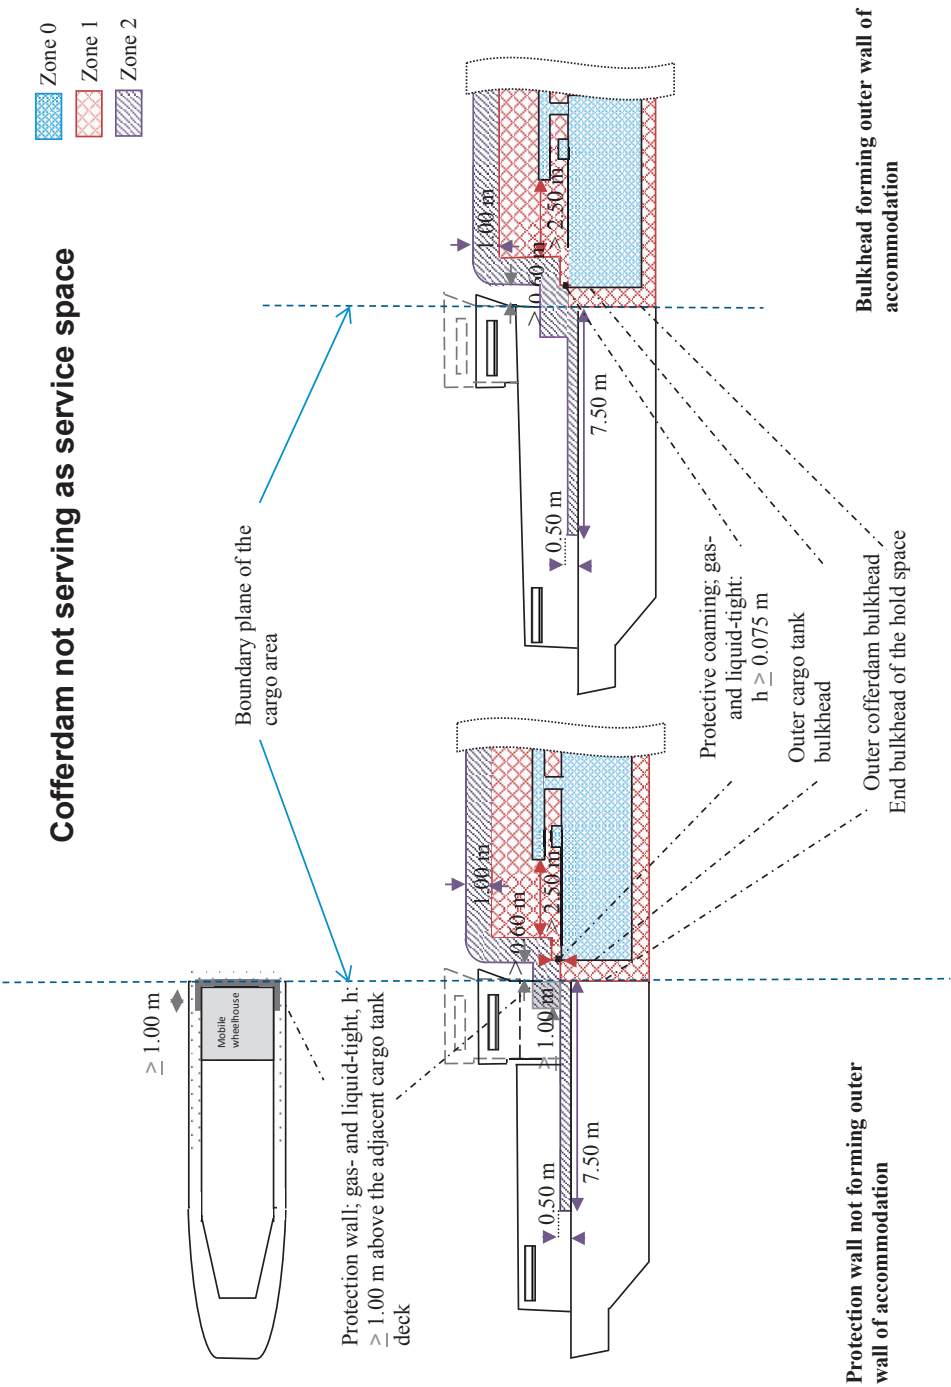 Cofferdam not serving as service space
Zone 0
Zone 1
Zone 2
≥ 1.00 m
Mobile
wheelhouse
Boundary plane of the
cargo area
Protection wall; gas- and liquid-tight, h:
≥ 1.00 m above the adjacent cargo tank
deck
1.00 m
> 0.60 m
> 2.50 m
≥ 1.00 m
0.50 m
7.50 m
1.00 m
> 0.60 m
> 2.50 m
0.50 m
7.50 m
Protective coaming; gas-
and liquid-tight:
h ≥ 0.075 m
Outer cargo tank
bulkhead
Outer cofferdam bulkhead
End bulkhead of the hold space
Protection wall not forming outer
wall of accommodation
Bulkhead forming outer wall of
accommodation